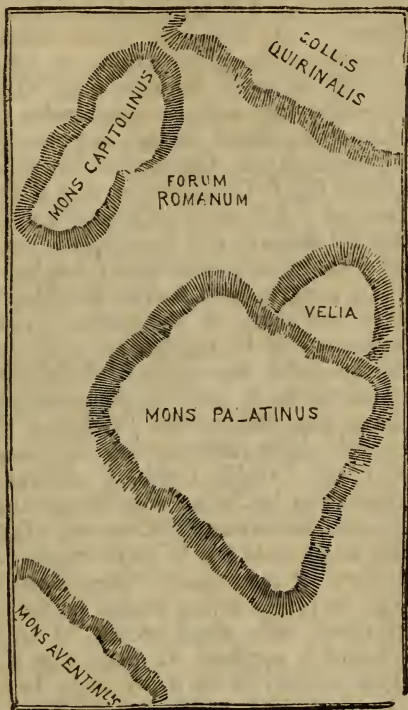 COLLIS
QUIRINALIS
MONS CAPITOLINUS
FORUM
ROMANUM
VELIA
MONS PALATINUS
MONS AVENTINUS